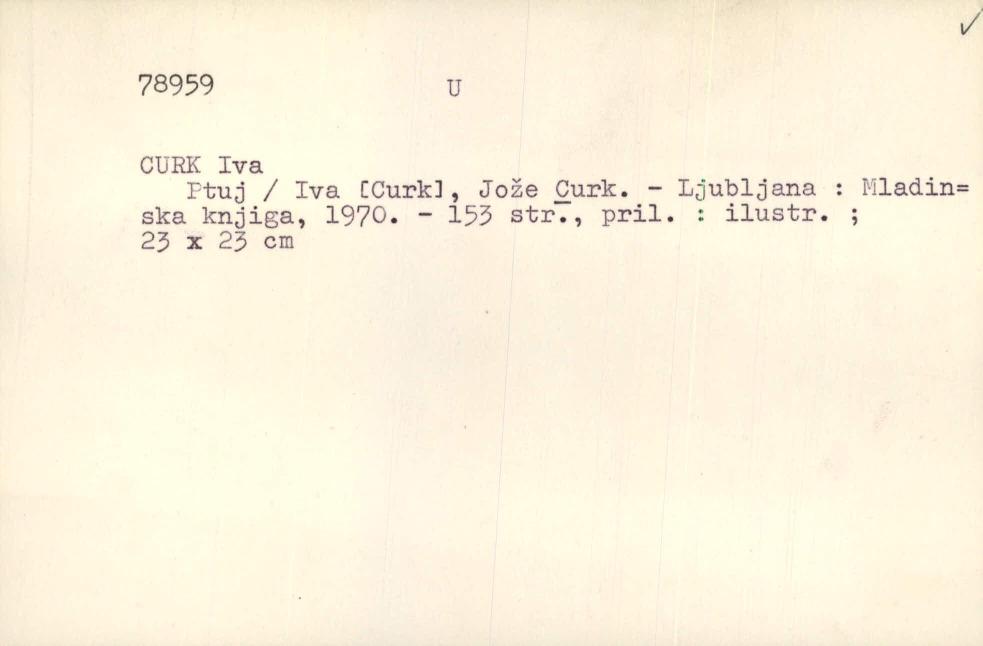 78959 U
CURK Iva
Ptuj / Iva [Curk], Jože Curk. - Ljubljana : Mladin=
ska knjiga, 1970. - 153 str., pril. : ilustr. ;
23 x 23 cm